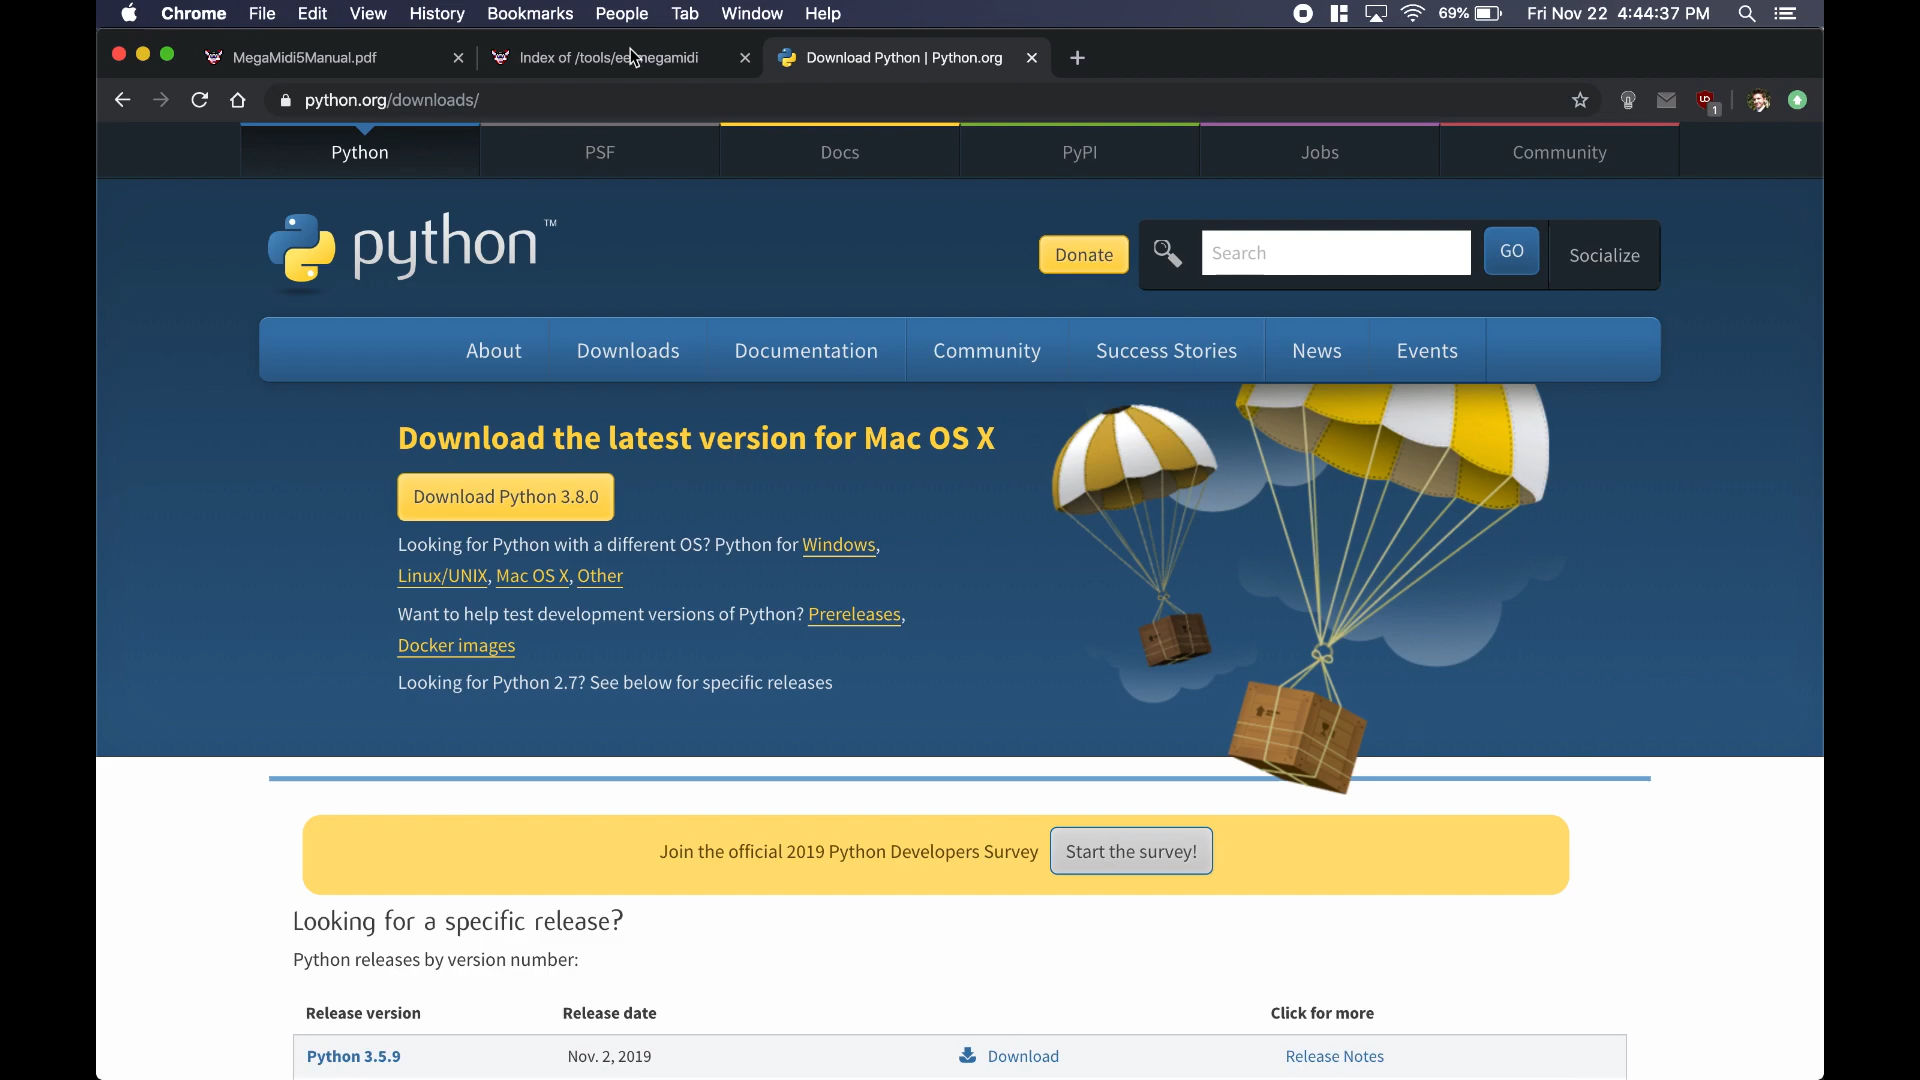 Chrome File Edit View History Bookmarks People Tab Window Help 69% Fri Nov 22 4:44:37 PM
MegaMidi5Manual.pdf Index of /tools/ee megamidi Download Python | Python.org
python.org/downloads/ 1
Python PSF Docs PyPI Jobs Community
python™
Donate Search GO Socialize
About Downloads Documentation Community Success Stories News Events
Download the latest version for Mac OS X
Download Python 3.8.0
Looking for Python with a different OS? Python for Windows,
Linux/UNIX, Mac OS X, Other
Want to help test development versions of Python? Prereleases,
Docker images
Looking for Python 2.7? See below for specific releases
Join the official 2019 Python Developers Survey Start the survey!
Looking for a specific release?
Python releases by version number:
Release version Release date Click for more
Python 3.5.9 Nov. 2, 2019 Download Release Notes